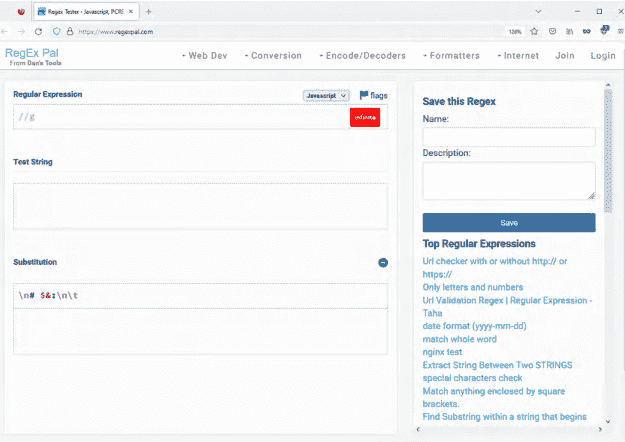 Regex Tester - Javascript, PCRE
https://www.regexpal.com
120%
RegEx Pal
From Dan's Tools
Web Dev
Conversion
Encode/Decoders
Formatters
Internet
Join
Login
Regular Expression
Javascript
flags
//g
infinite
Test String
Substitution
\n# $&:\n\t
Save this Regex
Name:
Description:
Save
Top Regular Expressions
Url checker with or without http:// or
https://
Only letters and numbers
Url Validation Regex | Regular Expression -
Taha
date format (yyyy-mm-dd)
match whole word
nginx test
Extract String Between Two STRINGS
special characters check
Match anything enclosed by square
brackets.
Find Substring within a string that begins